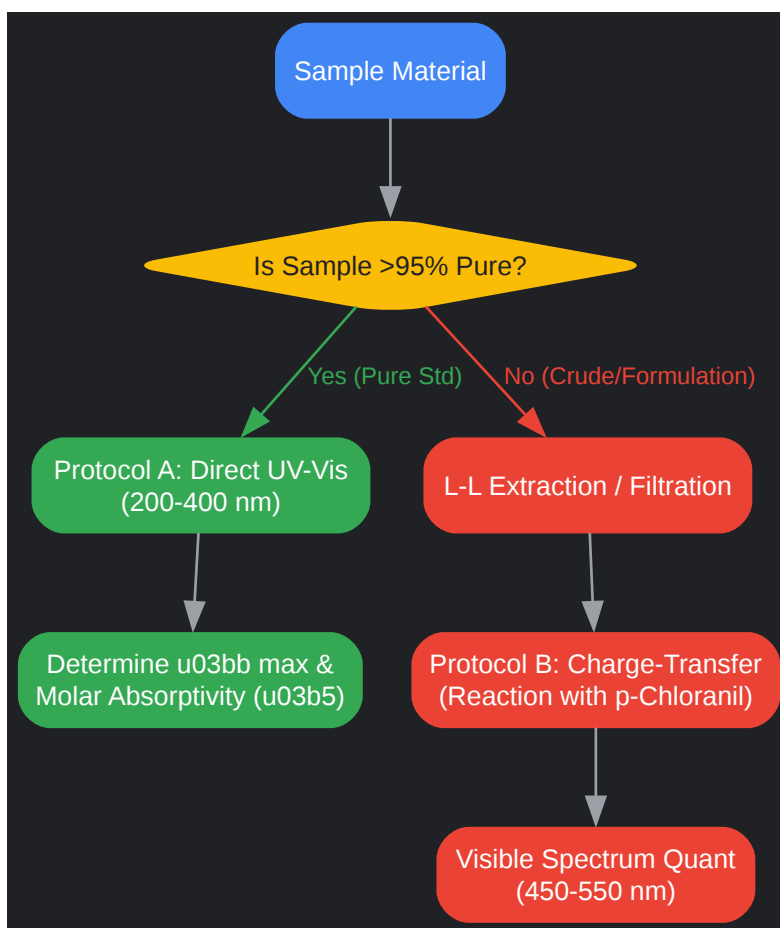 Sample Material
Is Sample >95% Pure?
Yes (Pure Std)
No (Crude/Formulation)
Protocol A: Direct UV-Vis
(200-400 nm)
L-L Extraction / Filtration
Determine u03bb max &
Molar Absorptivity (u03b5)
Protocol B: Charge-Transfer
(Reaction with p-Chloranil)
Visible Spectrum Quant
(450-550 nm)